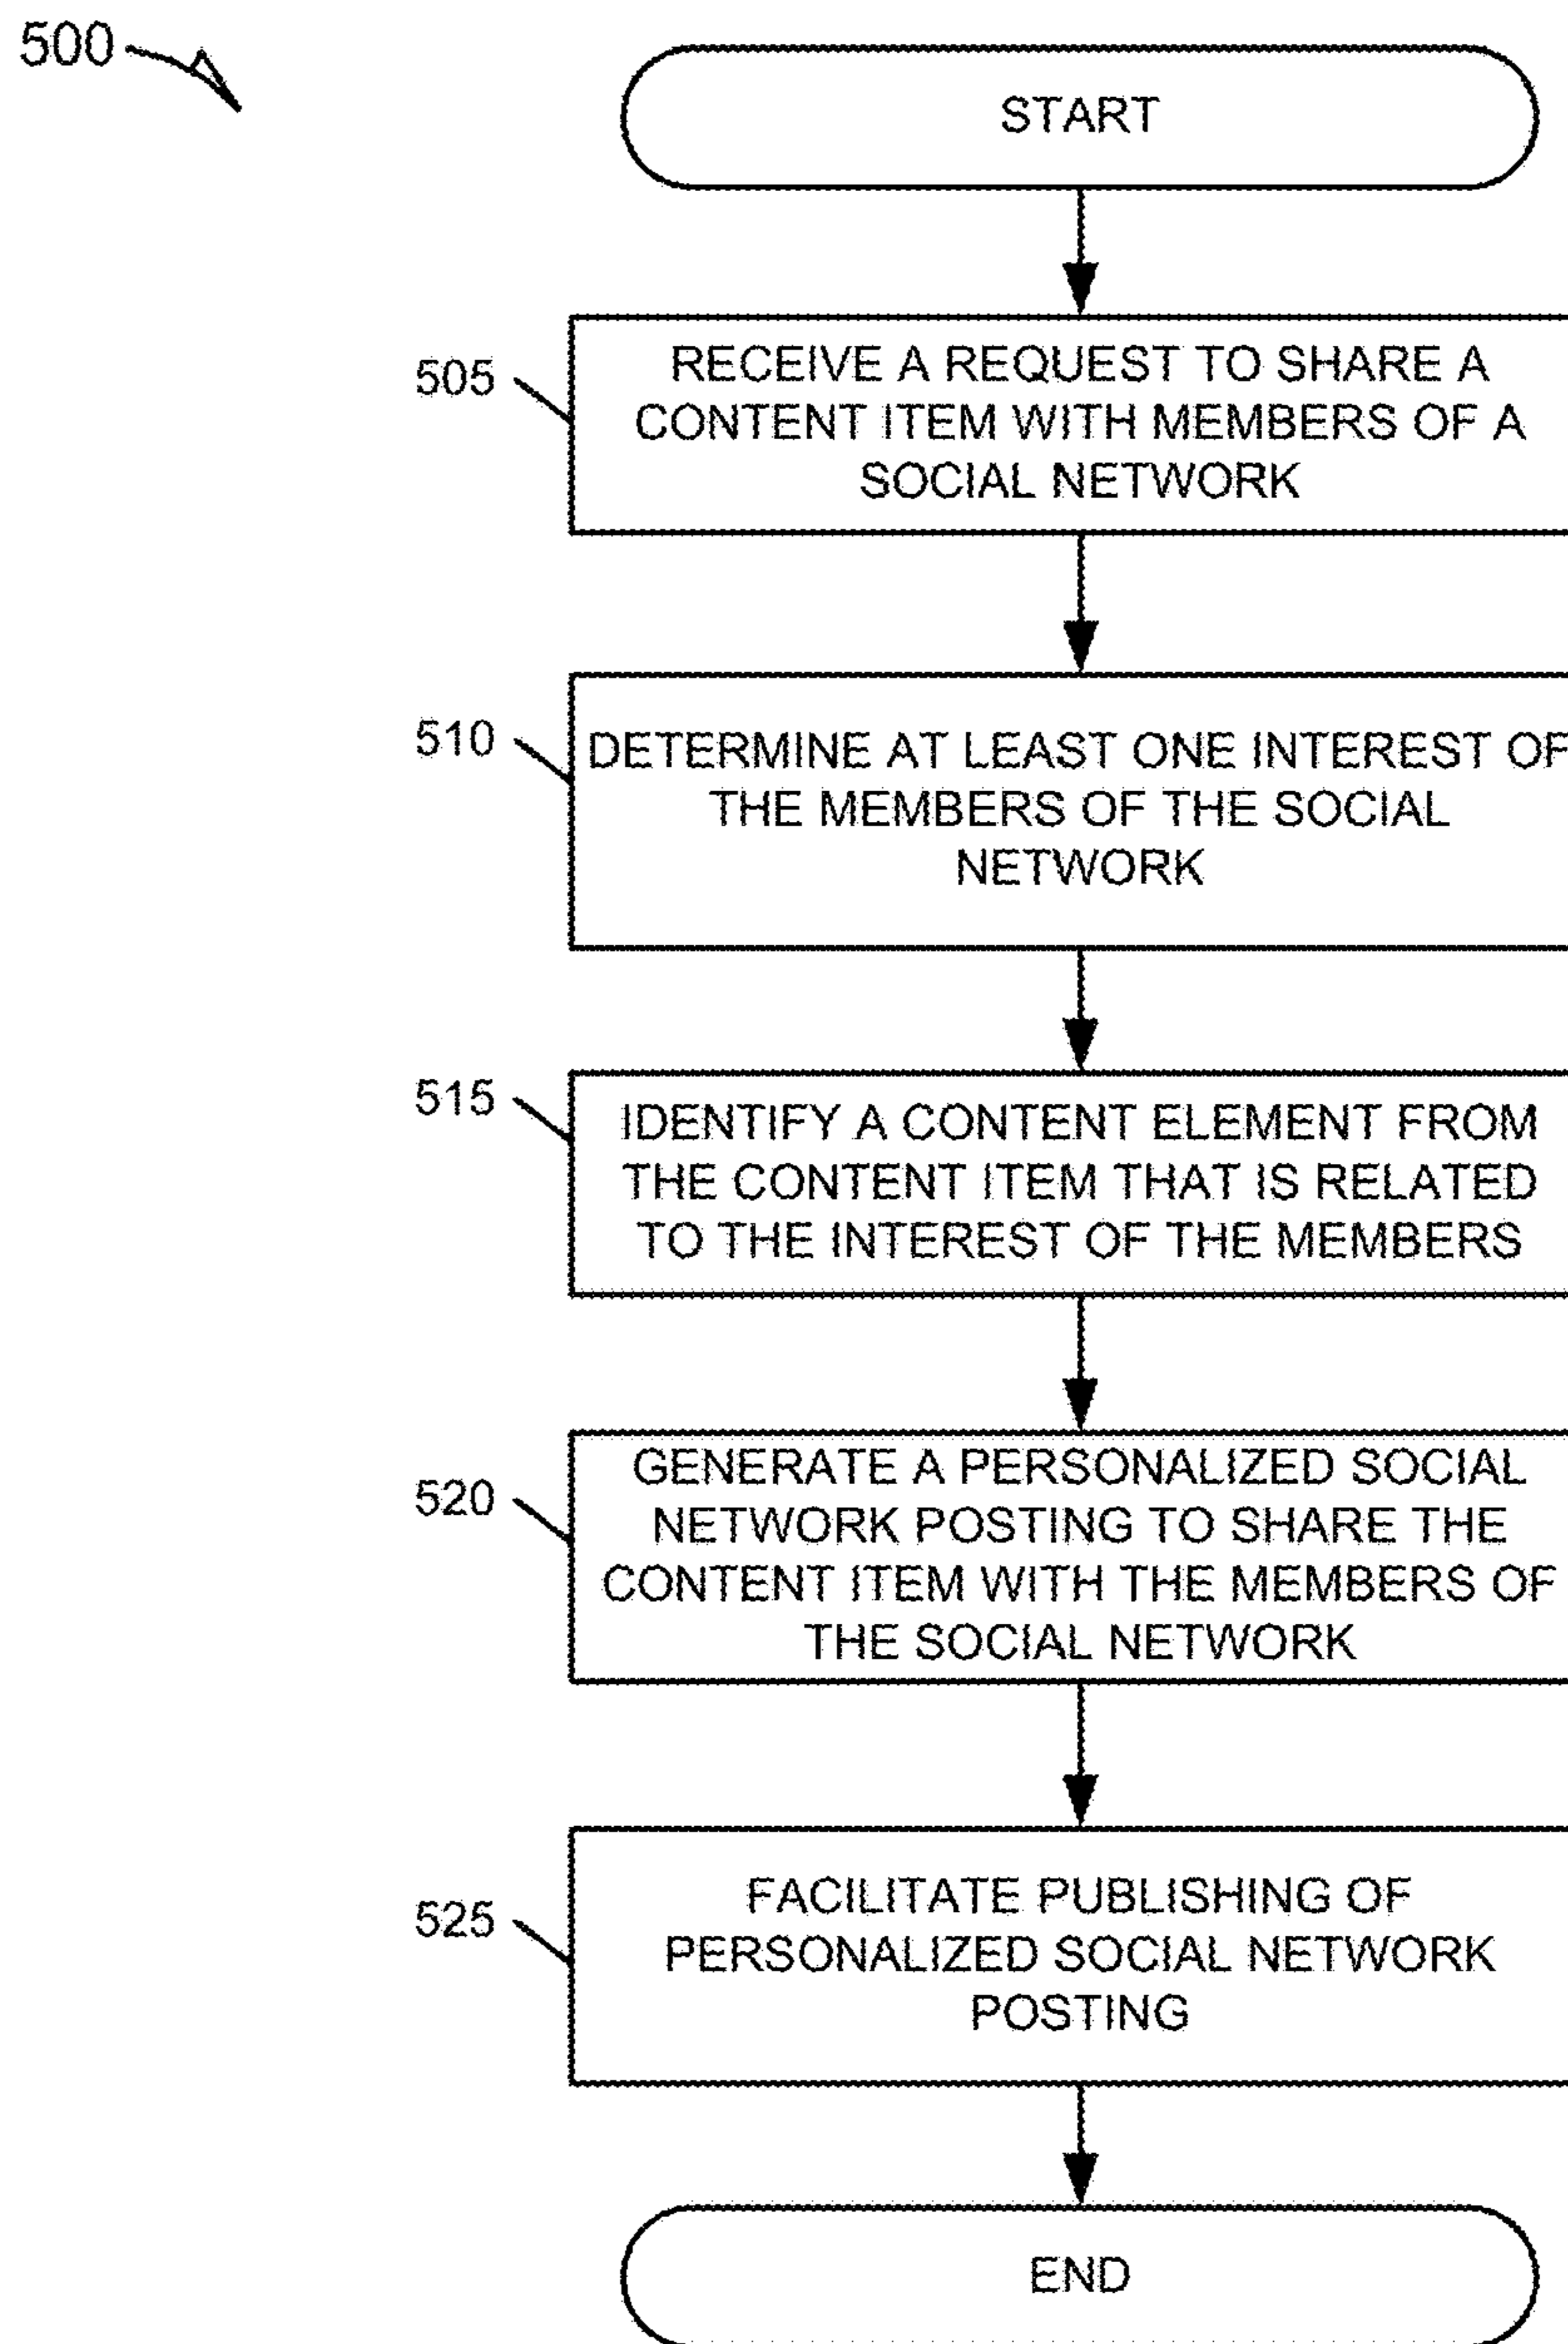 500
START
505
RECEIVE A REQUEST TO SHARE A
CONTENT ITEM WITH MEMBERS OF A
SOCIAL NETWORK
510
DETERMINE AT LEAST ONE INTEREST OF
THE MEMBERS OF THE SOCIAL
NETWORK
515
IDENTIFY A CONTENT ELEMENT FROM
THE CONTENT ITEM THAT IS RELATED
TO THE INTEREST OF THE MEMBERS
520
GENERATE A PERSONALIZED SOCIAL
NETWORK POSTING TO SHARE THE
CONTENT ITEM WITH THE MEMBERS OF
THE SOCIAL NETWORK
525
FACILITATE PUBLISHING OF
PERSONALIZED SOCIAL NETWORK
POSTING
END